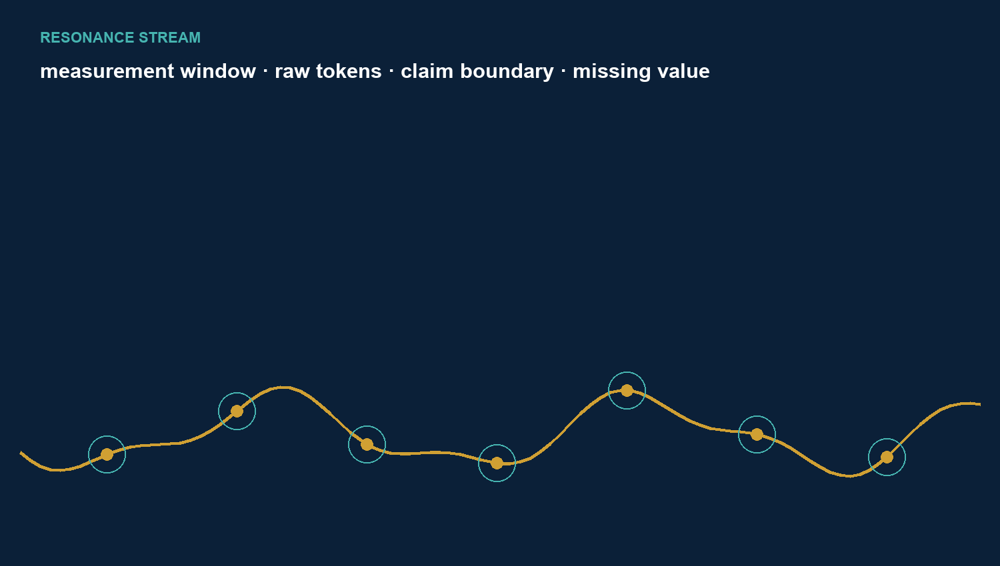 RESONANCE STREAM
measurement window · raw tokens · claim boundary · missing value